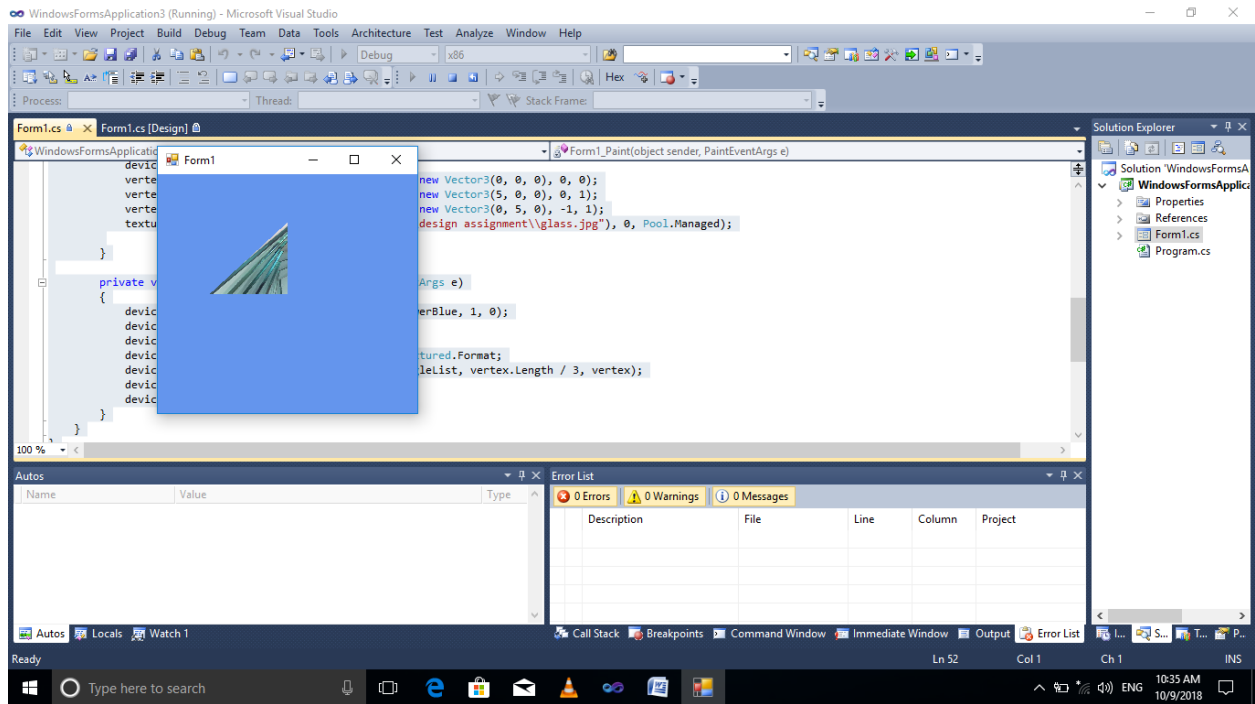 WindowsFormsApplication3 (Running) - Microsoft Visual Studio
File Edit View Project Build Debug Team Data Tools Architecture Test Analyze Window Help
Debug x86
Hex
Process: Thread: Stack Frame:
Form1.cs Form1.cs [Design]
WindowsFormsApplicatio Form1_Paint(object sender, PaintEventArgs e)
Form1
devic
verte new Vector3(0, 0, 0), 0, 0);
verte new Vector3(5, 0, 0), 0, 1);
verte new Vector3(0, 5, 0), -1, 1);
textu design assignment\\glass.jpg"), 0, Pool.Managed);
}
private v Args e)
{
devic erBlue, 1, 0);
devic
devic
devic tured.Format;
devic leList, vertex.Length / 3, vertex);
devic
devic
}
}
100 %
Solution Explorer
Solution 'WindowsFormsA
WindowsFormsApplica
Properties
References
Form1.cs
Program.cs
Autos
Name Value Type
Error List
0 Errors 0 Warnings 0 Messages
Description File Line Column Project
Autos Locals Watch 1
Call Stack Breakpoints Command Window Immediate Window Output Error List
I... S... T... P..
Ready Ln 52 Col 1 Ch 1 INS
Type here to search
ENG
10:35 AM
10/9/2018